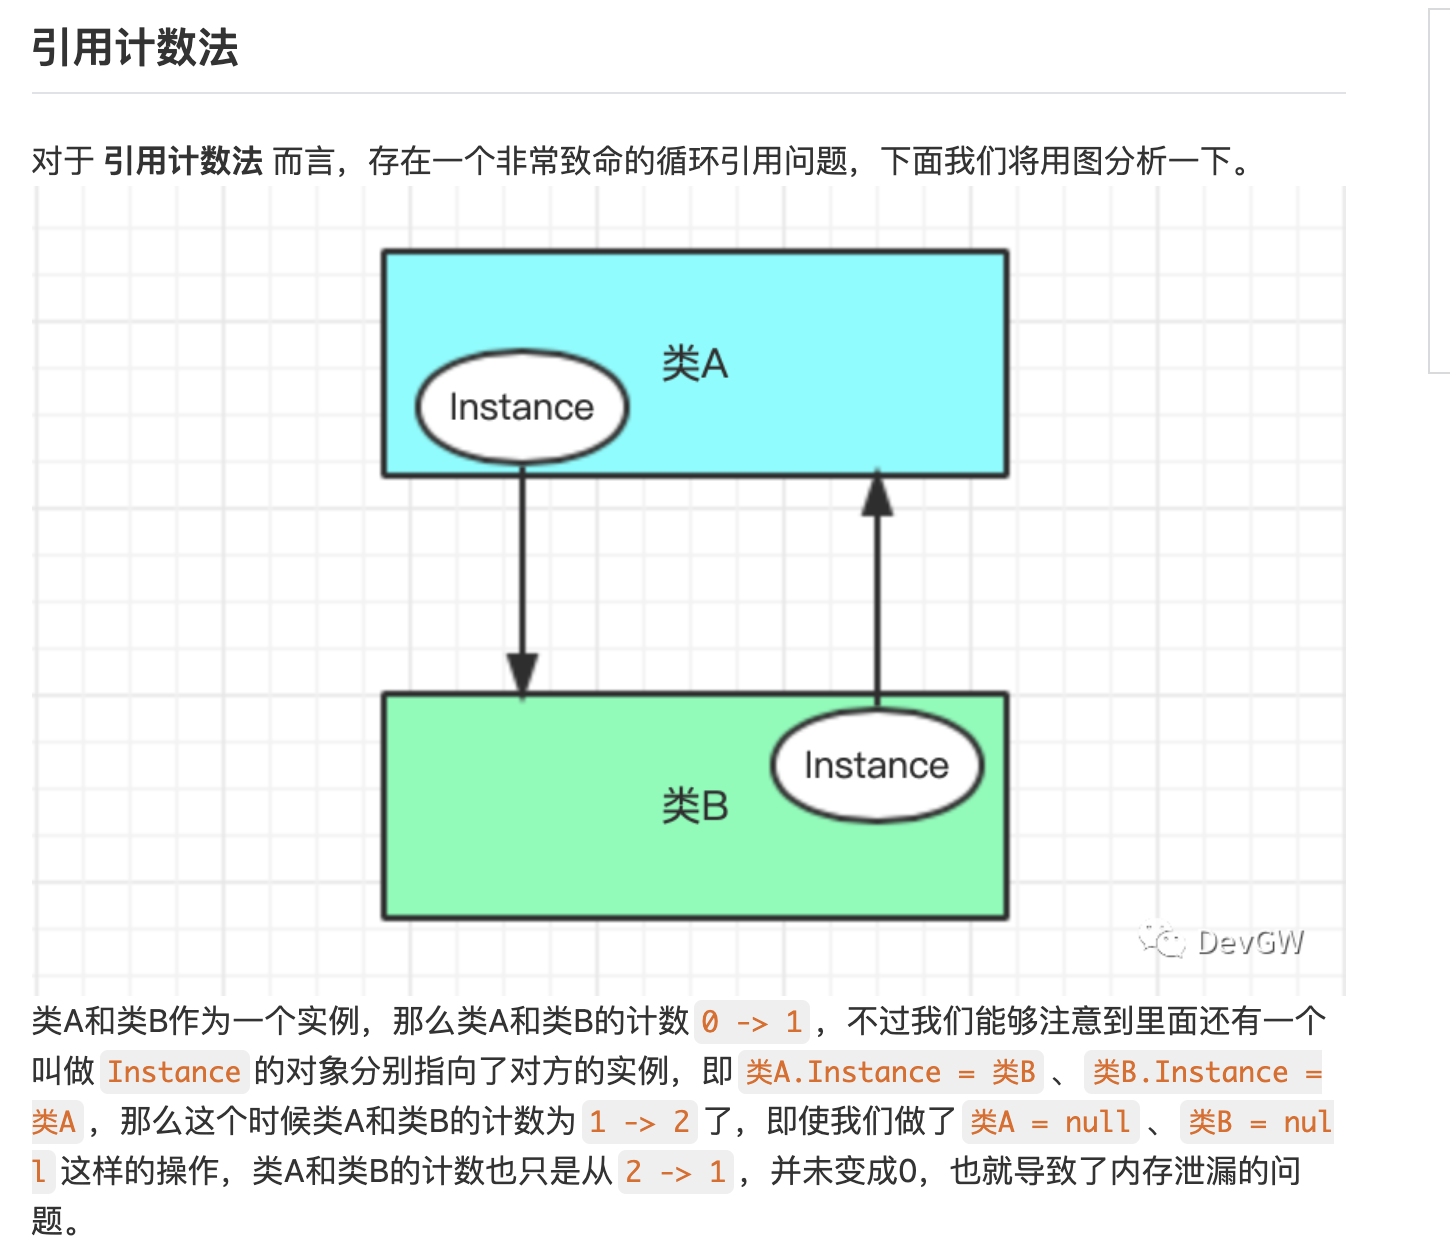 引用计数法
对于 引用计数法 而言，存在一个非常致命的循环引用问题，下面我们将用图分析一下。
类A
Instance
Instance
类B
DevGW
类A和类B作为一个实例，那么类A和类B的计数 0 -> 1 ，不过我们能够注意到里面还有一个
叫做 Instance 的对象分别指向了对方的实例，即 类A.Instance = 类B 、 类B.Instance =
类A ，那么这个时候类A和类B的计数为 1 -> 2 了，即使我们做了 类A = null 、 类B = nul
l 这样的操作，类A和类B的计数也只是从 2 -> 1 ，并未变成0，也就导致了内存泄漏的问
题。